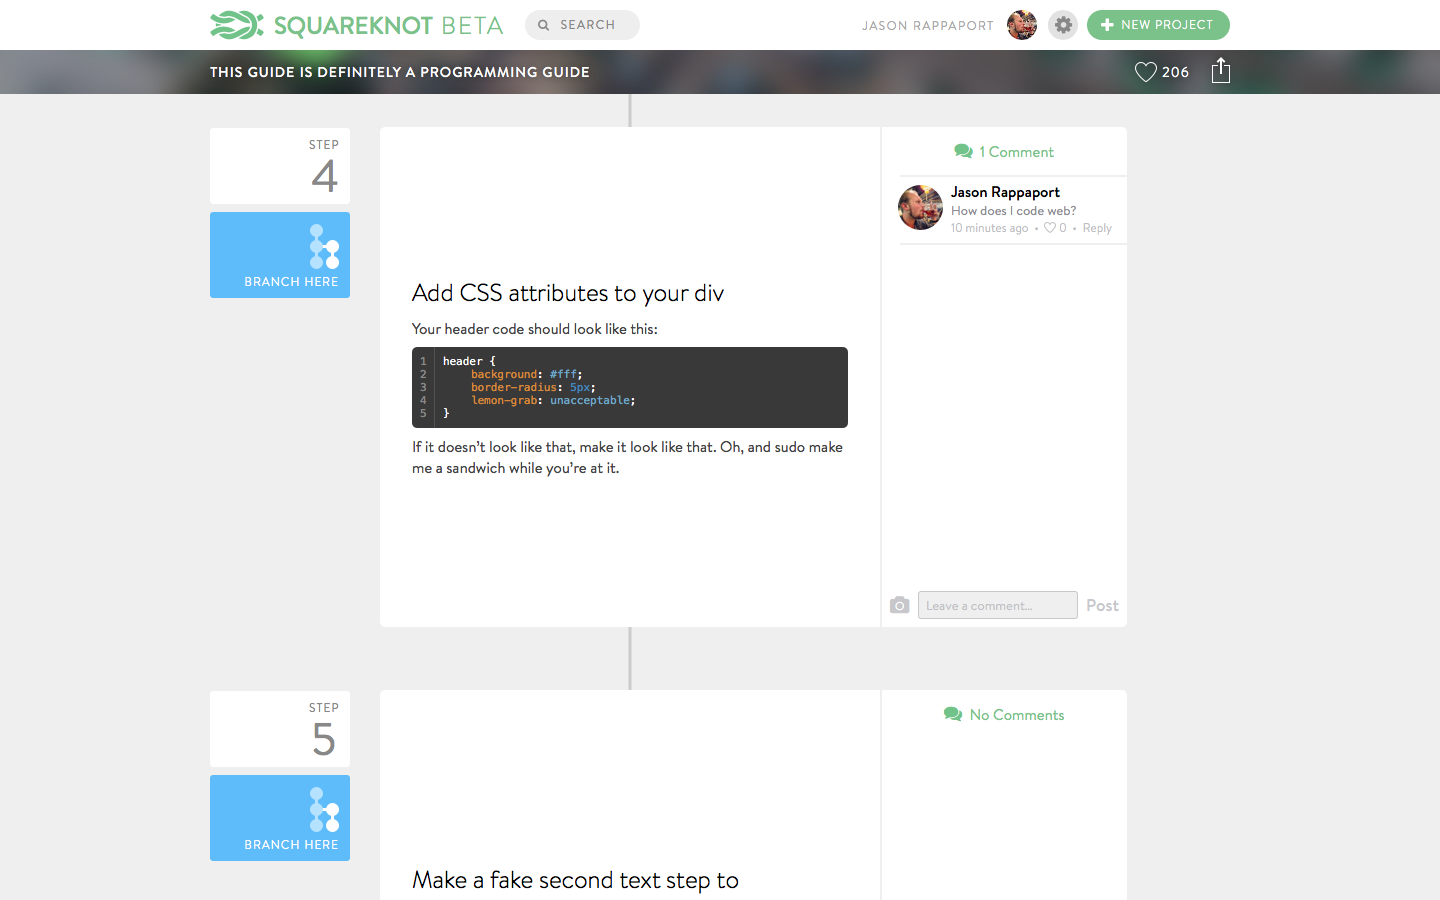 SQUAREKNOT BETA
SEARCH
JASON RAPPAPORT
NEW PROJECT
THIS GUIDE IS DEFINITELY A PROGRAMMING GUIDE
206
STEP
4
BRANCH HERE
Add CSS attributes to your div
Your header code should look like this:
1 header {
2 background: #fff;
3 border-radius: 5px;
4 lemon-grab: unacceptable;
5 }
If it doesn’t look like that, make it look like that. Oh, and sudo make
me a sandwich while you’re at it.
1 Comment
Jason Rappaport
How does I code web?
10 minutes ago • 0 • Reply
Leave a comment...
Post
STEP
5
BRANCH HERE
Make a fake second text step to
No Comments